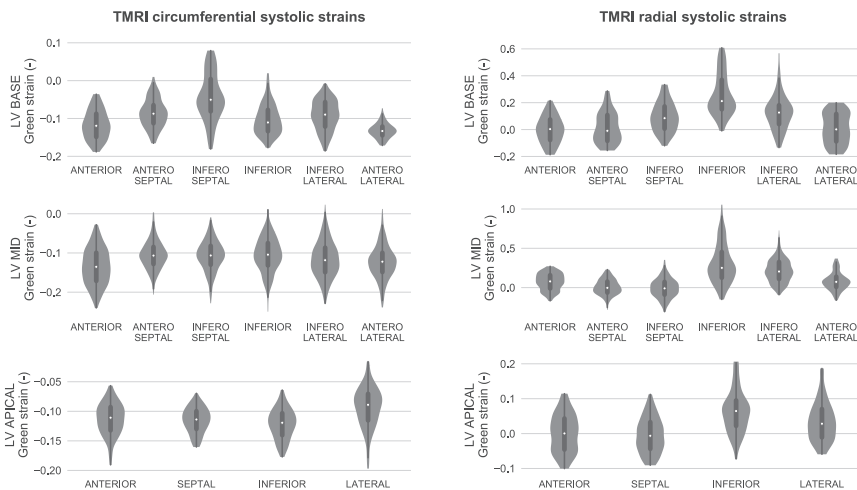 TMRI circumferential systolic strains
LV BASE
Green strain (-)
0.1
0.0
−0.1
−0.2
ANTERIOR ANTERO SEPTAL INFERO SEPTAL INFERIOR INFERO LATERAL ANTERO LATERAL
LV MID
Green strain (-)
0.0
−0.1
−0.2
ANTERIOR ANTERO SEPTAL INFERO SEPTAL INFERIOR INFERO LATERAL ANTERO LATERAL
LV APICAL
Green strain (-)
−0.05
−0.10
−0.15
−0.20
ANTERIOR SEPTAL INFERIOR LATERAL
TMRI radial systolic strains
LV BASE
Green strain (-)
0.6
0.4
0.2
0.0
−0.2
ANTERIOR ANTERO SEPTAL INFERO SEPTAL INFERIOR INFERO LATERAL ANTERO LATERAL
LV MID
Green strain (-)
1.0
0.5
0.0
ANTERIOR ANTERO SEPTAL INFERO SEPTAL INFERIOR INFERO LATERAL ANTERO LATERAL
LV APICAL
Green strain (-)
0.2
0.1
0.0
−0.1
ANTERIOR SEPTAL INFERIOR LATERAL